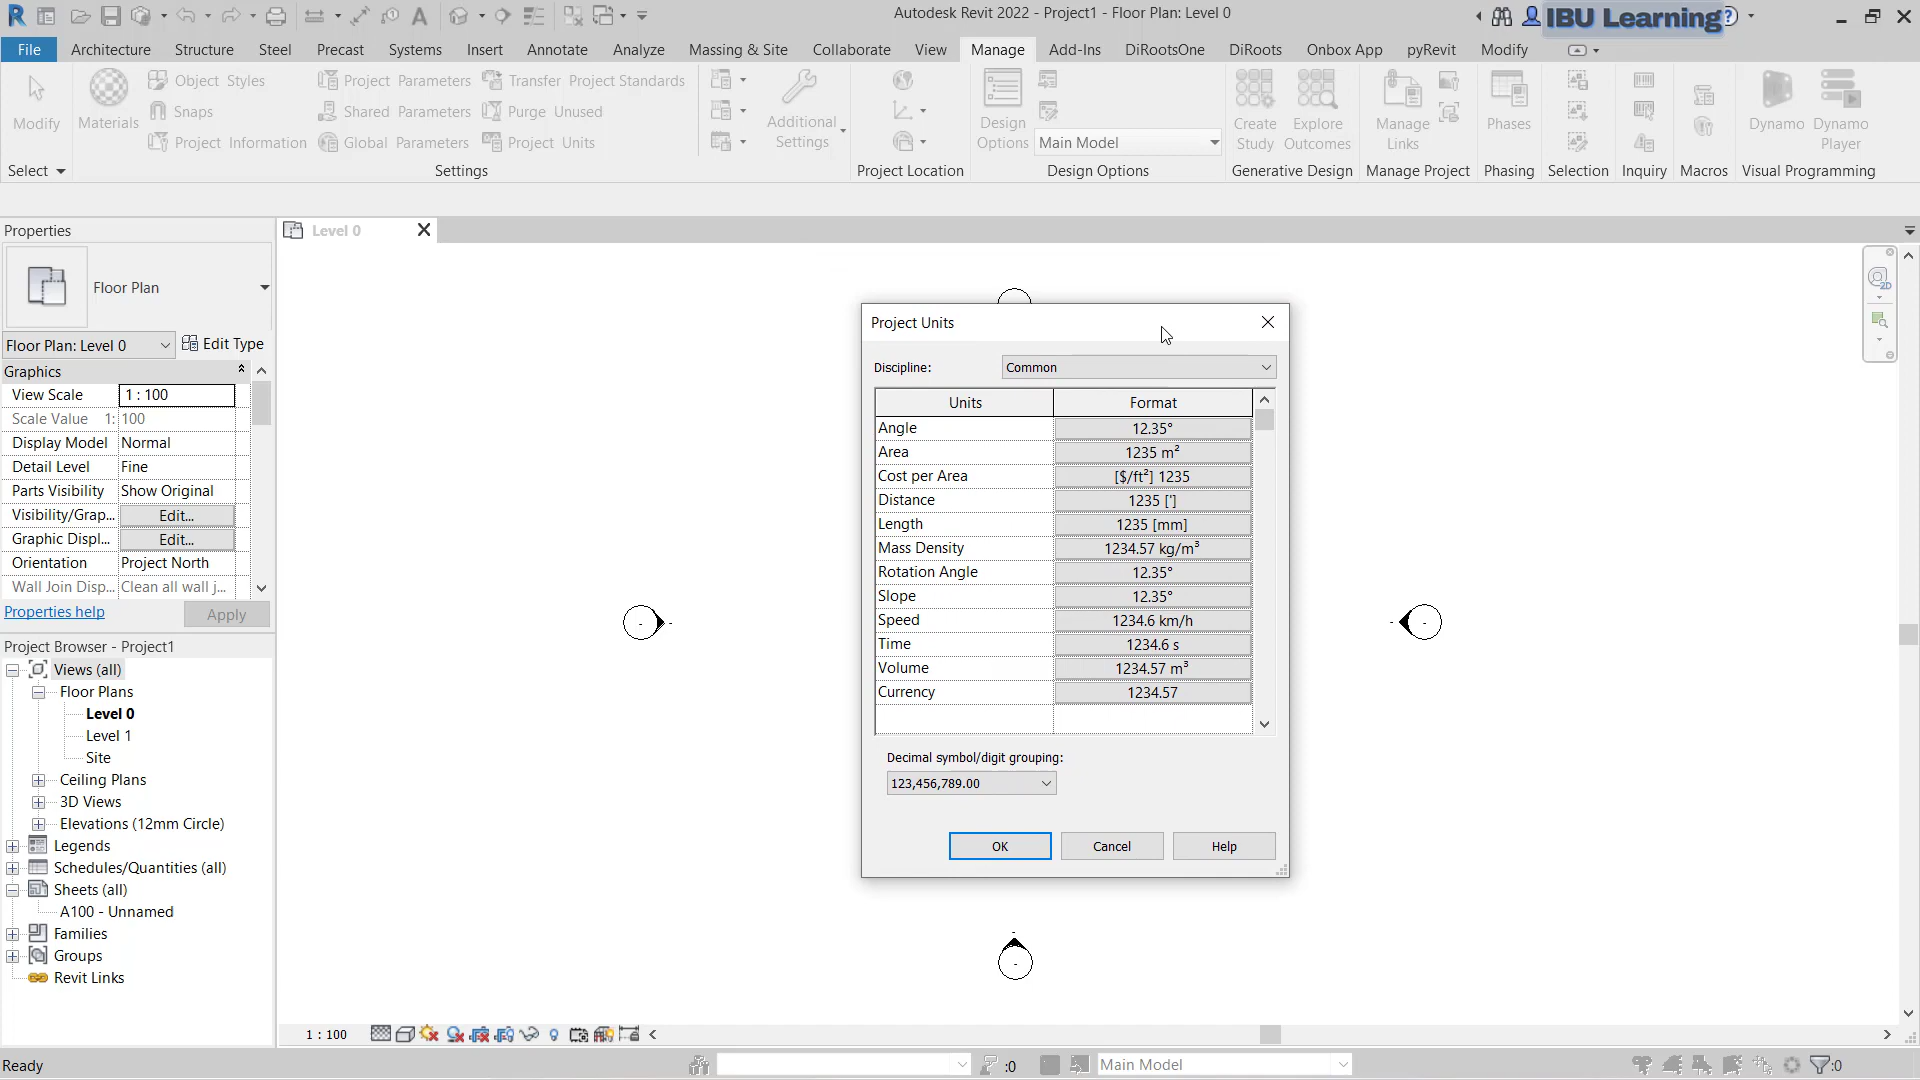 Autodesk Revit 2022 - Project1 - Floor Plan: Level 0
IBU Learning
File Architecture Structure Steel Precast Systems Insert Annotate Analyze Massing & Site Collaborate View Manage Add-Ins DiRootsOne DiRoots Onbox App pyRevit Modify
Modify
Materials
Object Styles
Snaps
Project Information
Project Parameters
Shared Parameters
Global Parameters
Transfer Project Standards
Purge Unused
Project Units
Additional Settings
Design Options
Main Model
Create Study
Explore Outcomes
Manage Links
Phases
Dynamo
Dynamo Player
Select Settings Project Location Design Options Generative Design Manage Project Phasing Selection Inquiry Macros Visual Programming
Properties
Level 0
Floor Plan
Floor Plan: Level 0 Edit Type
Graphics
View Scale 1 : 100
Scale Value 1: 100
Display Model Normal
Detail Level Fine
Parts Visibility Show Original
Visibility/Grap... Edit...
Graphic Displ... Edit...
Orientation Project North
Wall Join Disp... Clean all wall j...
Properties help Apply
Project Browser - Project1
Views (all)
Floor Plans
Level 0
Level 1
Site
Ceiling Plans
3D Views
Elevations (12mm Circle)
Legends
Schedules/Quantities (all)
Sheets (all)
A100 - Unnamed
Families
Groups
Revit Links
Project Units
Discipline: Common
Units Format
Angle 12.35°
Area 1235 m²
Cost per Area [$/ft²] 1235
Distance 1235 [']
Length 1235 [mm]
Mass Density 1234.57 kg/m³
Rotation Angle 12.35°
Slope 12.35°
Speed 1234.6 km/h
Time 1234.6 s
Volume 1234.57 m³
Currency 1234.57
Decimal symbol/digit grouping:
123,456,789.00
OK Cancel Help
2D
1 : 100
Ready
:0
Main Model
:0